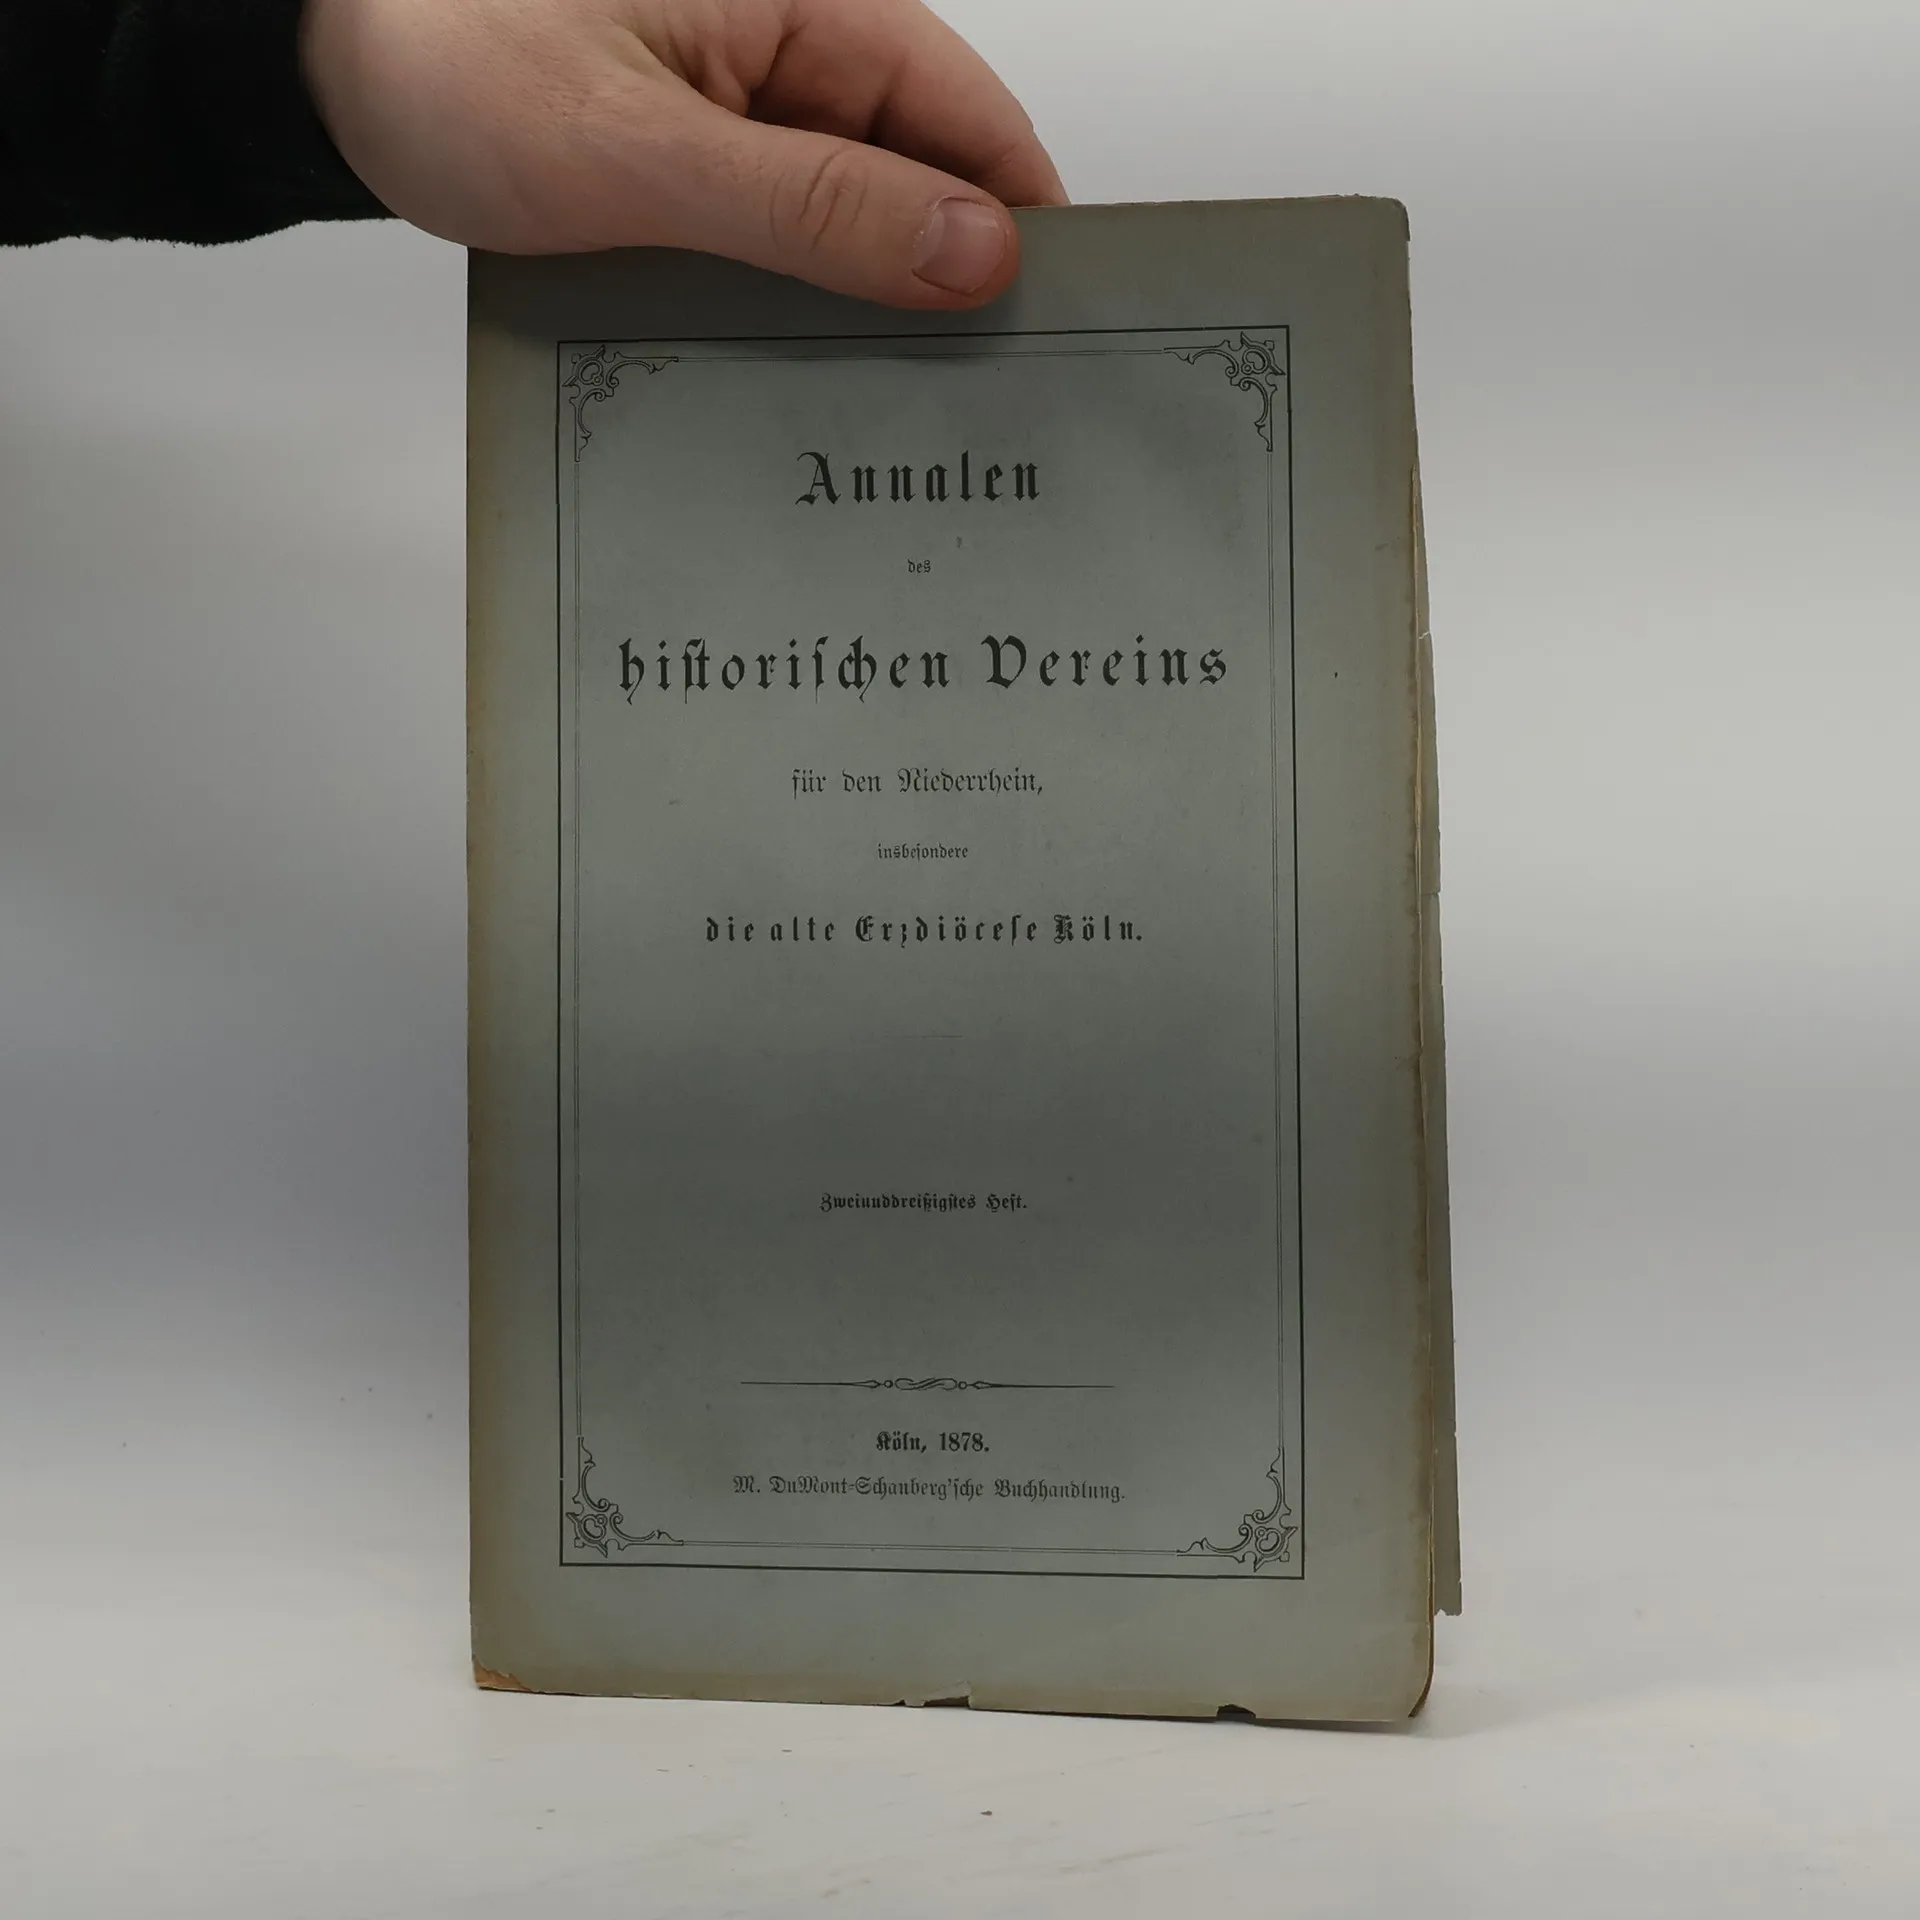 Annalen
des
historischen Vereins
für den Niederrhein,
insbesondere
die alte Erzdiöcese Köln.
Zweiunddreißigstes Heft.
Köln, 1878.
M. DuMont-Schauberg'sche Buchhandlung.